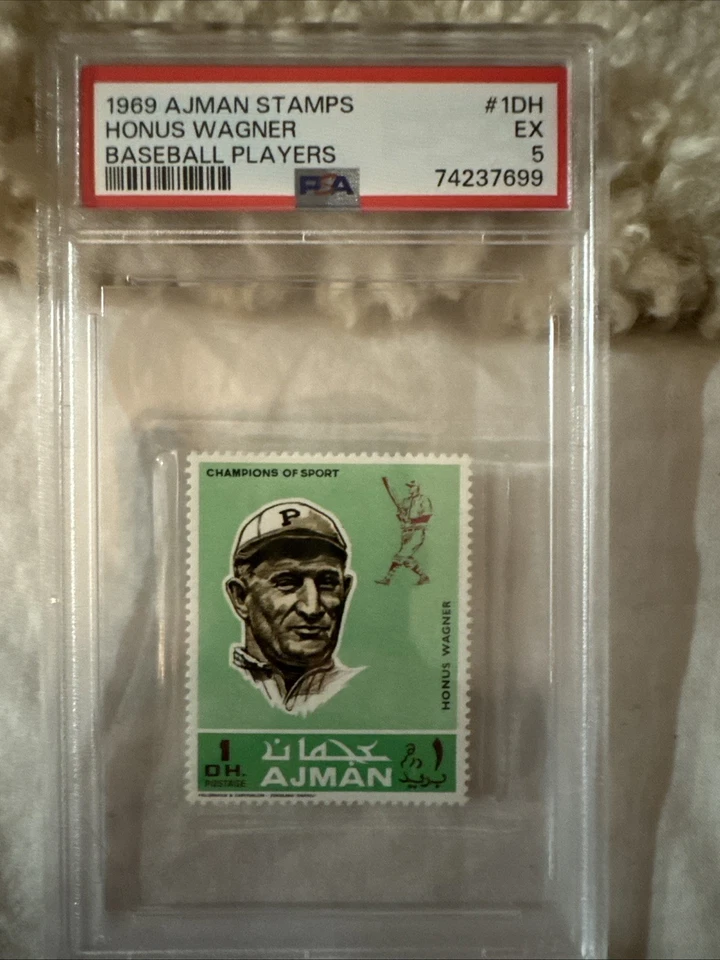 1969 AJMAN STAMPS #1DH
HONUS WAGNER EX
BASEBALL PLAYERS 5
PSA 74237699
CHAMPIONS OF SPORT
P
HONUS WAGNER
1 عجمان ١
DH. AJMAN درهم
POSTAGE بريد